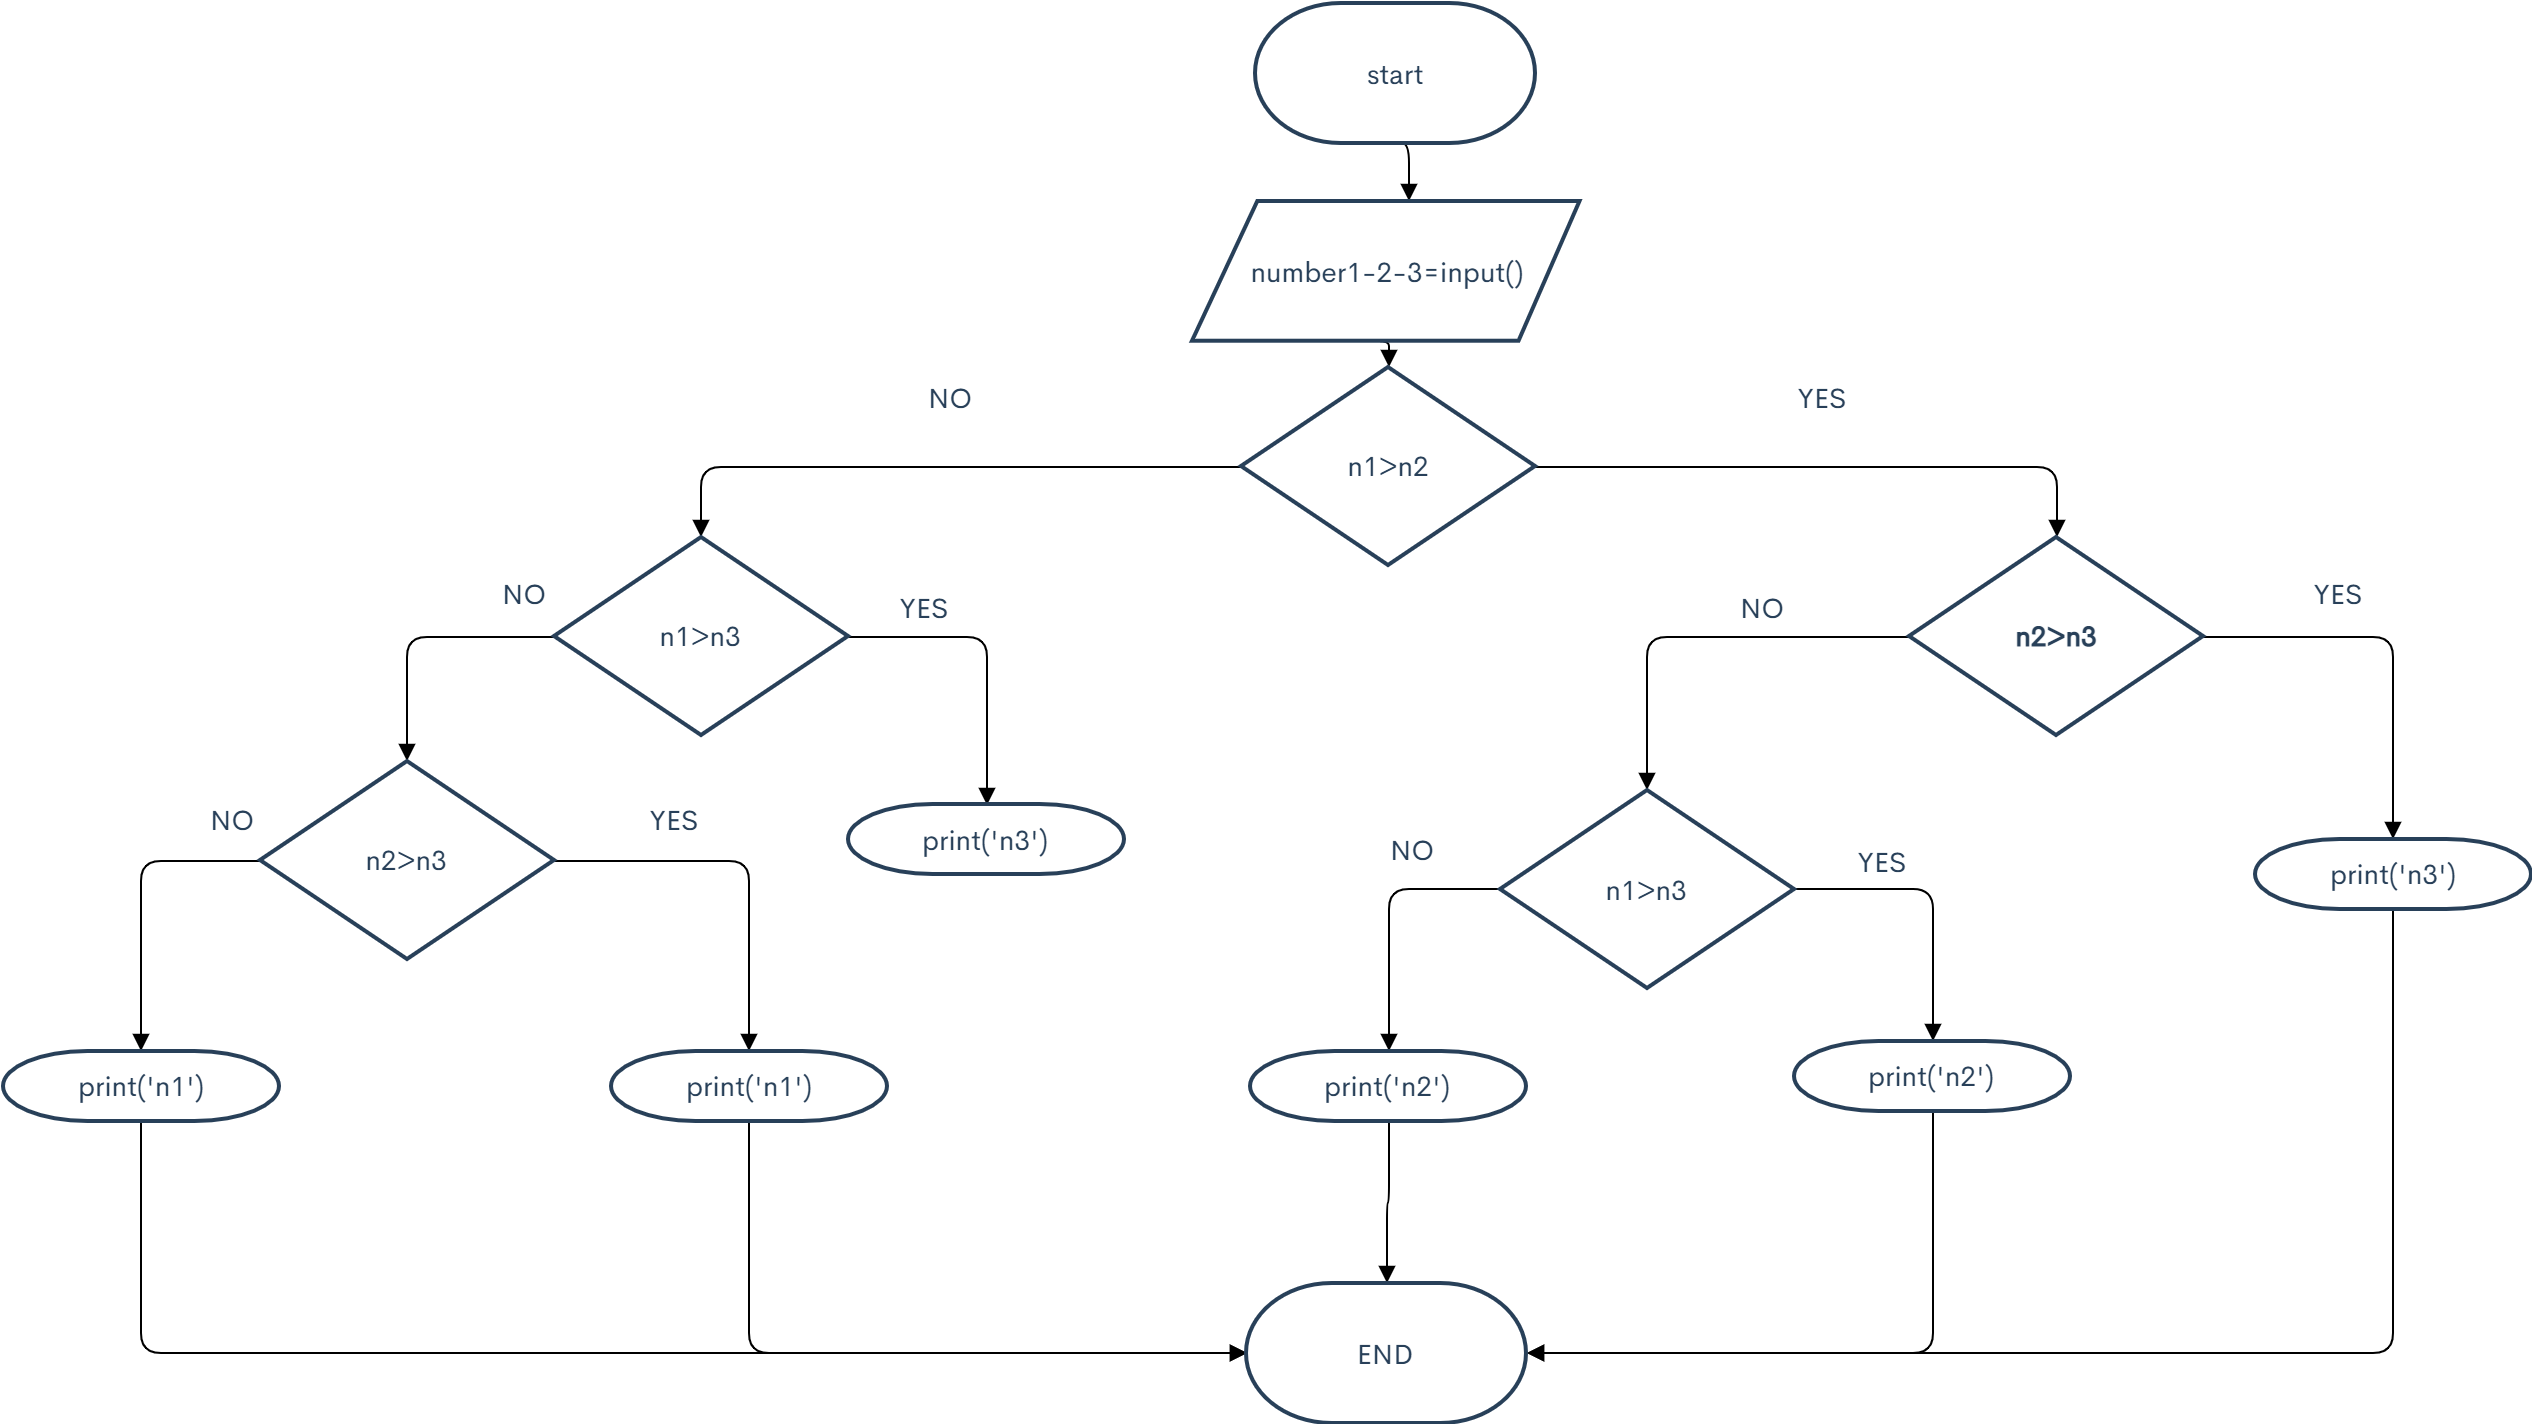 start
number1-2-3=input()
NO
YES
n1>n2
NO
YES
n1>n3
NO
YES
n2>n3
NO
YES
n2>n3
print('n3')
NO
YES
n1>n3
print('n3')
print('n1')
print('n1')
print('n2')
print('n2')
END